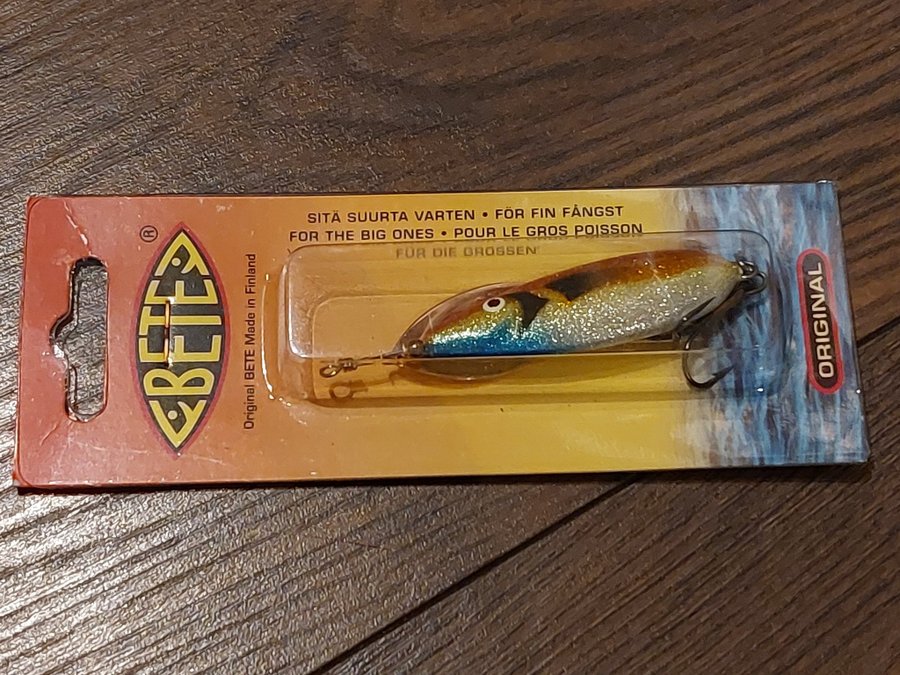 SITÄ SUURTA VARTEN • FÖR FIN FÅNGST
FOR THE BIG ONES • POUR LE GROS POISSON
FÜR DIE GROSSEN
®
BETE
Original BETE Made in Finland
ORIGINAL